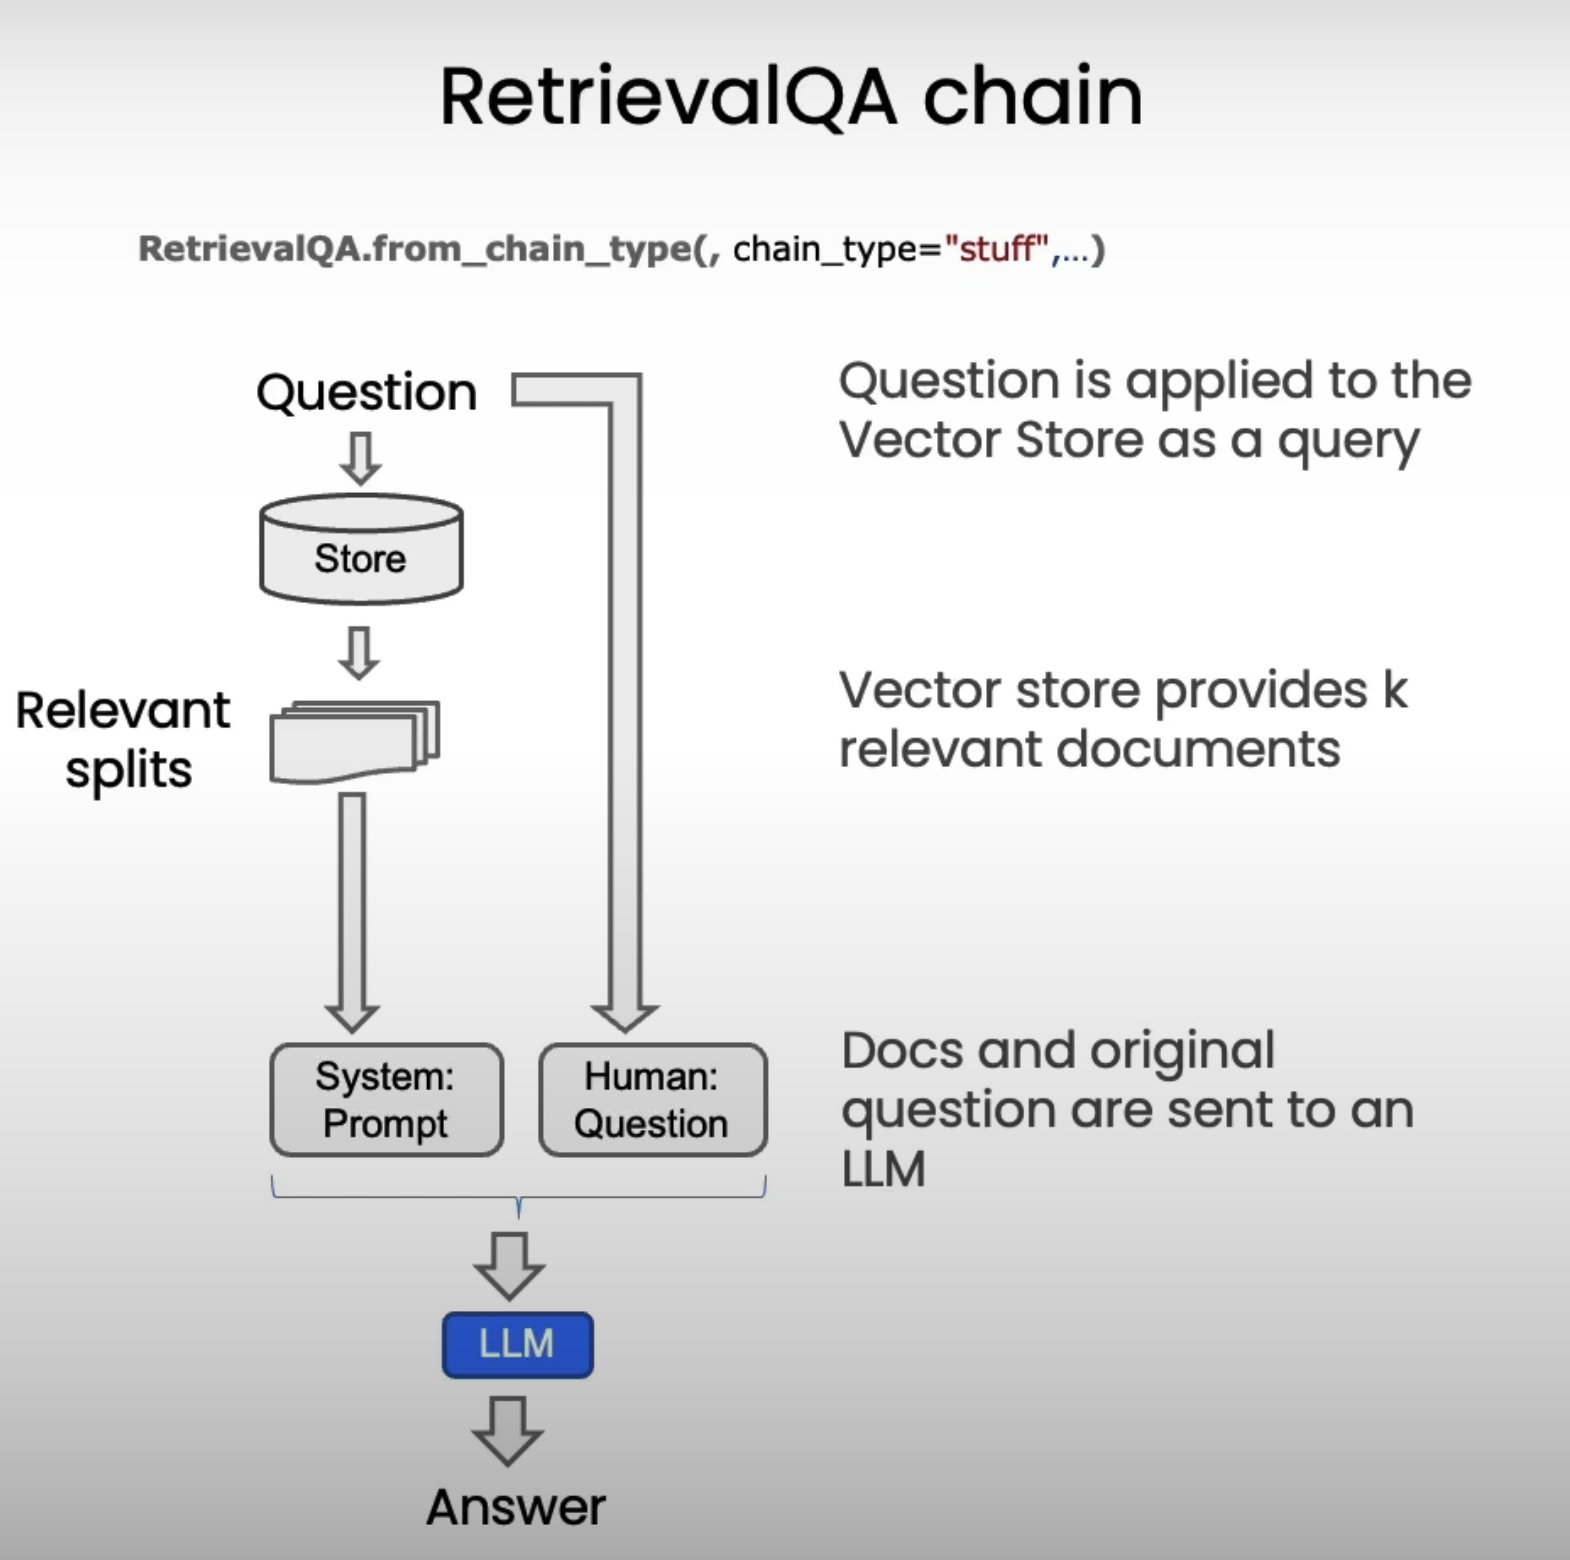 RetrievalQA chain
RetrievalQA.from_chain_type(, chain_type="stuff",...)
Question
Question is applied to the
Vector Store as a query
Store
Relevant
splits
Vector store provides k
relevant documents
System:
Prompt
Human:
Question
Docs and original
question are sent to an
LLM
LLM
Answer